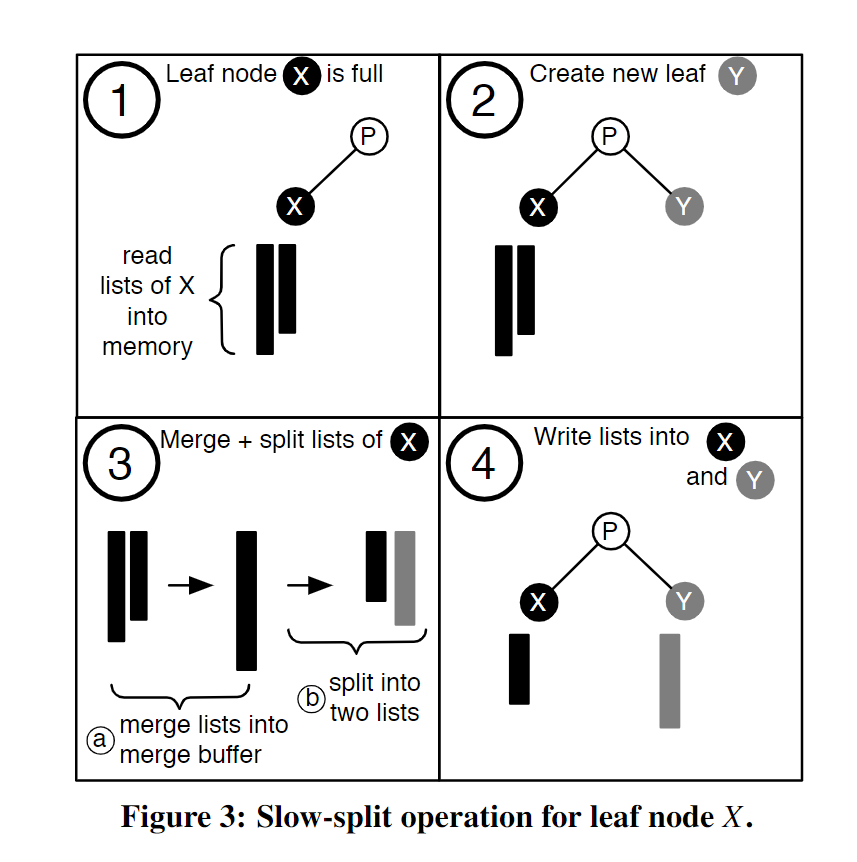 1
Leaf node X is full
P
X
read
lists of X
into
memory
2
Create new leaf Y
P
X
Y
3
Merge + split lists of X
a merge lists into
merge buffer
b split into
two lists
4
Write lists into X
and Y
P
X
Y
Figure 3: Slow-split operation for leaf node X.